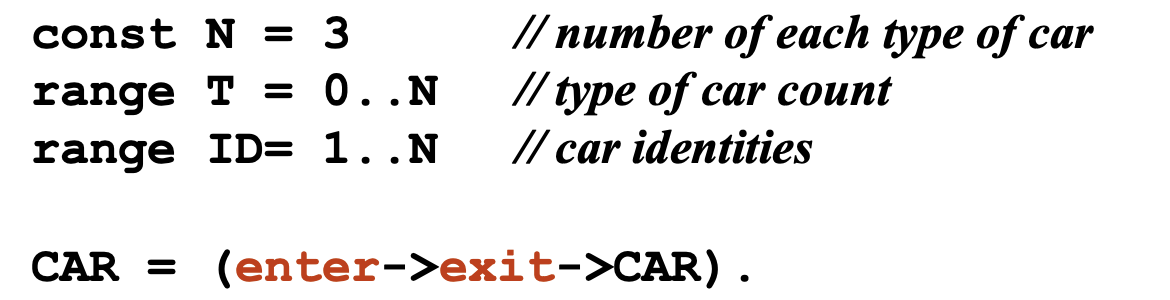 const N = 3 // number of each type of car
range T = 0..N // type of car count
range ID= 1..N // car identities
CAR = (enter->exit->CAR).